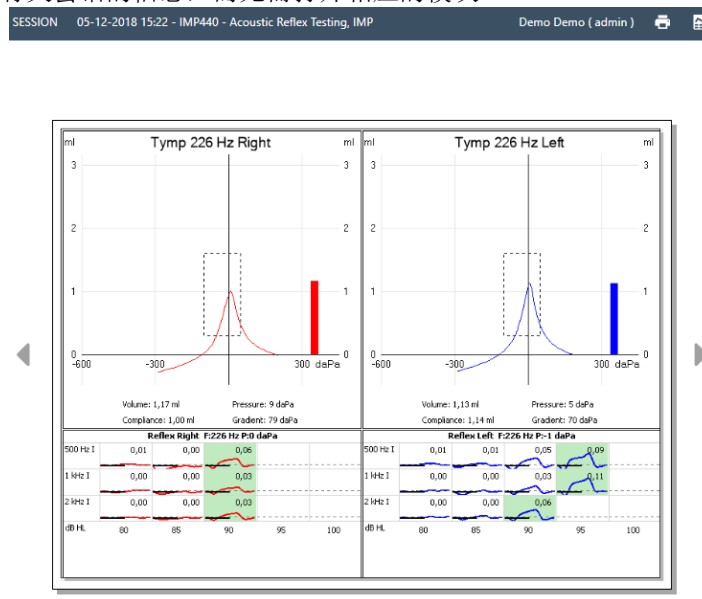 SESSION 05-12-2018 15:22 - IMP440 - Acoustic Reflex Testing, IMP Demo Demo ( admin )
ml Tymp 226 Hz Right ml
3 3
2 2
1 1
0 0
-600 -300 300 daPa
Volume: 1,17 ml Pressure: 9 daPa
Compliance: 1,00 ml Gradient: 79 daPa
Reflex Right F:226 Hz P:0 daPa
500 Hz I 0,01 0,00 0,06
1 kHz I 0,00 0,00 0,03
2 kHz I 0,00 0,00 0,03
dB HL 80 85 90 95 100
ml Tymp 226 Hz Left ml
3 3
2 2
1 1
0 0
-600 -300 300 daPa
Volume: 1,13 ml Pressure: 5 daPa
Compliance: 1,14 ml Gradient: 70 daPa
Reflex Left F:226 Hz P:-1 daPa
500 Hz I 0,01 0,01 0,05 0,09
1 kHz I 0,00 0,00 0,03 0,11
2 kHz I 0,00 0,00 0,06
dB HL 80 85 90 95 100